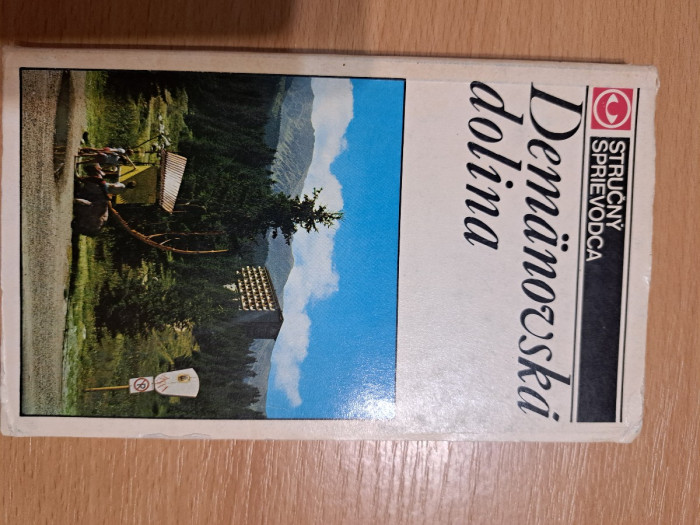 STRUČNÝ
SPRIEVODCA
Demänovská
dolina